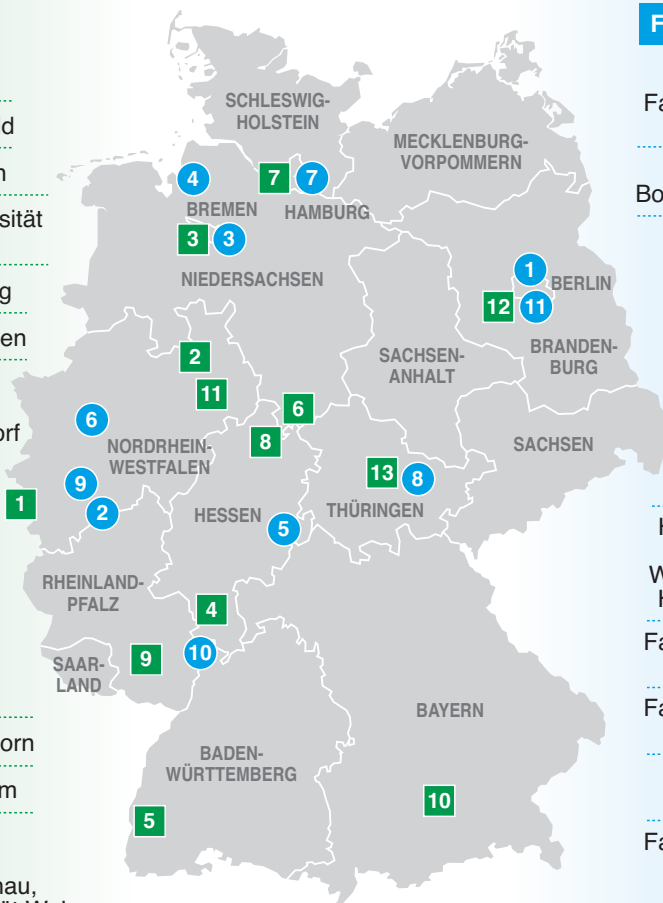 d
n
sität
g
en
orf
orn
m
nau,
F
Fa
Bo
H
W
H
Fa
Fa
Fa
SCHLESWIG-
HOLSTEIN
MECKLENBURG-
VORPOMMERN
4
7
7
BREMEN
HAMBURG
3
3
NIEDERSACHSEN
1
BERLIN
12
11
BRANDEN-
BURG
2
SACHSEN-
ANHALT
11
6
6
8
NORDRHEIN-
WESTFALEN
SACHSEN
13
8
9
1
2
HESSEN
THÜRINGEN
5
RHEINLAND-
PFALZ
4
10
9
SAAR-
LAND
BAYERN
BADEN-
WÜRTTEMBERG
10
5